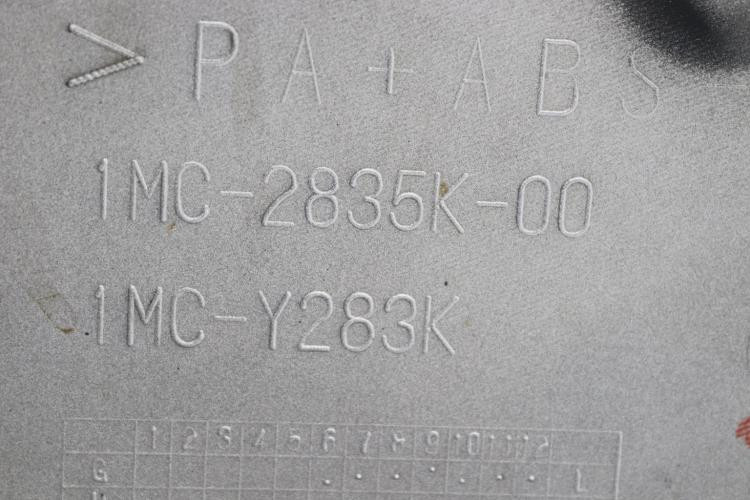 >PA+ABS
1MC-2835K-00
1MC-Y283K
1 2 3 4 5 6 7 8 9 10 11 12
G L